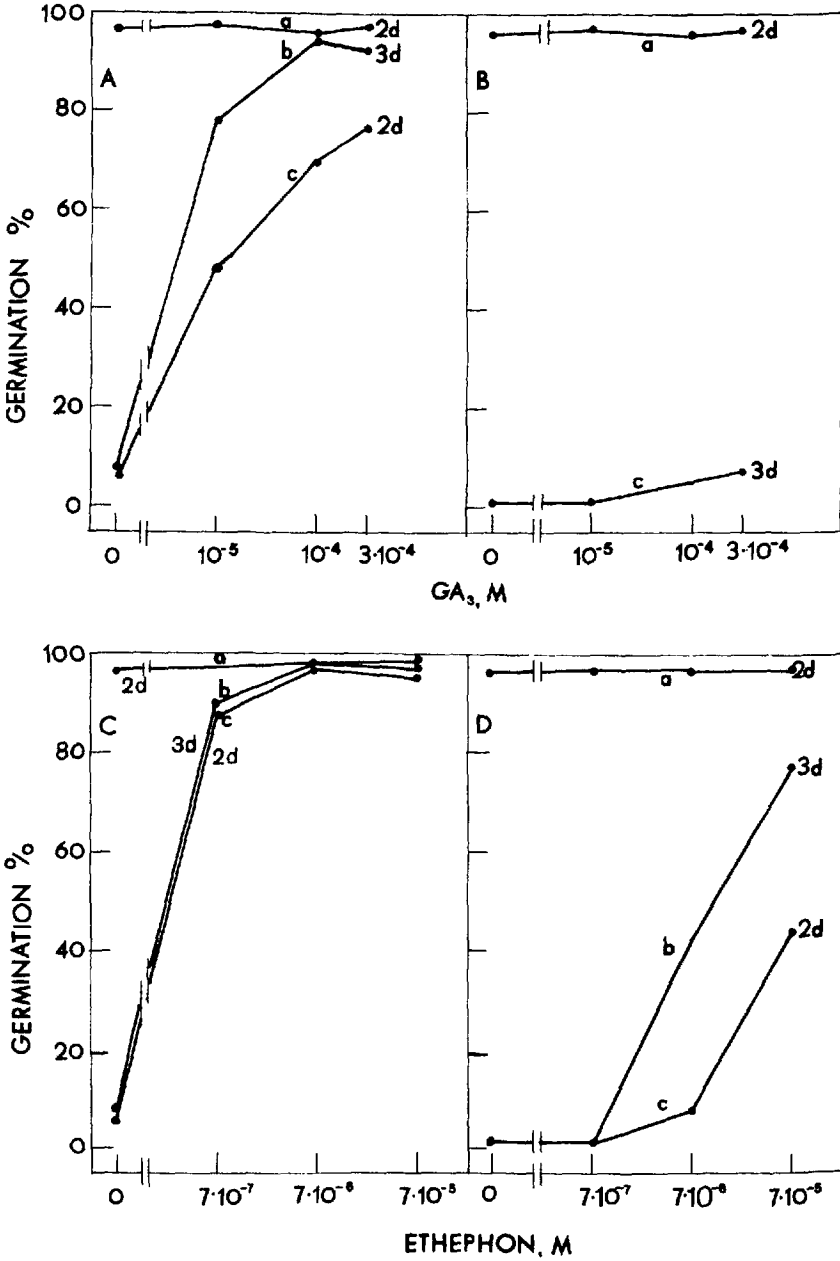 100
80
60
40
20
0
GERMINATION %
A
a
2d
b
3d
c
2d
B
a
2d
c
3d
0
10⁻⁵
10⁻⁴
3·10⁻⁴
0
10⁻⁵
10⁻⁴
3·10⁻⁴
GA₃, M
100
80
60
40
20
0
GERMINATION %
C
2d
a
b
c
3d
2d
D
a
2d
3d
b
c
2d
0
7·10⁻⁷
7·10⁻⁶
7·10⁻⁵
0
7·10⁻⁷
7·10⁻⁶
7·10⁻⁵
ETHEPHON, M